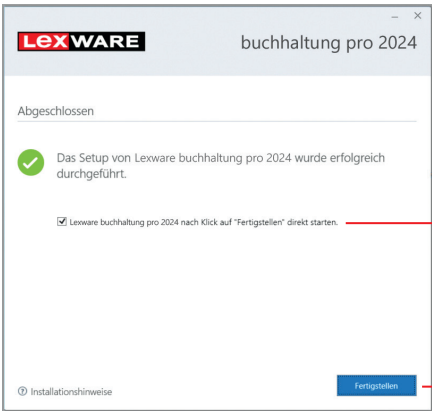 LEXWARE
buchhaltung pro 2024
Abgeschlossen
Das Setup von Lexware buchhaltung pro 2024 wurde erfolgreich
durchgeführt.
Lexware buchhaltung pro 2024 nach Klick auf "Fertigstellen" direkt starten.
Fertigstellen
Installationshinweise